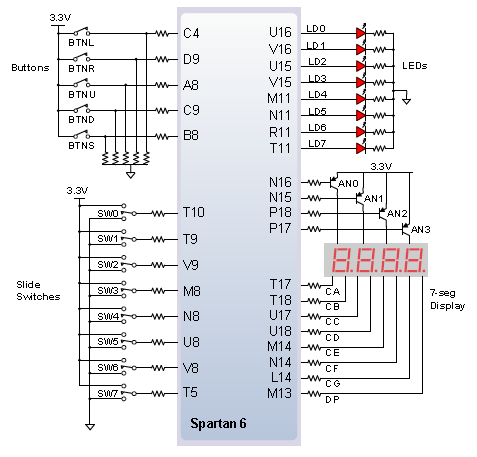 3.3V
BTNL
BTNR
BTNU
BTND
BTNS
Buttons
C4
D9
A8
C9
B8
U16
V16
U15
V15
M11
N11
R11
T11
LD0
LD1
LD2
LD3
LD4
LD5
LD6
LD7
LEDs
3.3V
N16
N15
P18
P17
AN0
AN1
AN2
AN3
3.3V
SW0
SW1
SW2
SW3
SW4
SW5
SW6
SW7
Slide
Switches
T10
T9
V9
M8
N8
U8
V8
T5
8.8.8.8.
7-seg
Display
T17
T18
U17
U18
M14
N14
L14
M13
CA
CB
CC
CD
CE
CF
CG
DP
Spartan 6